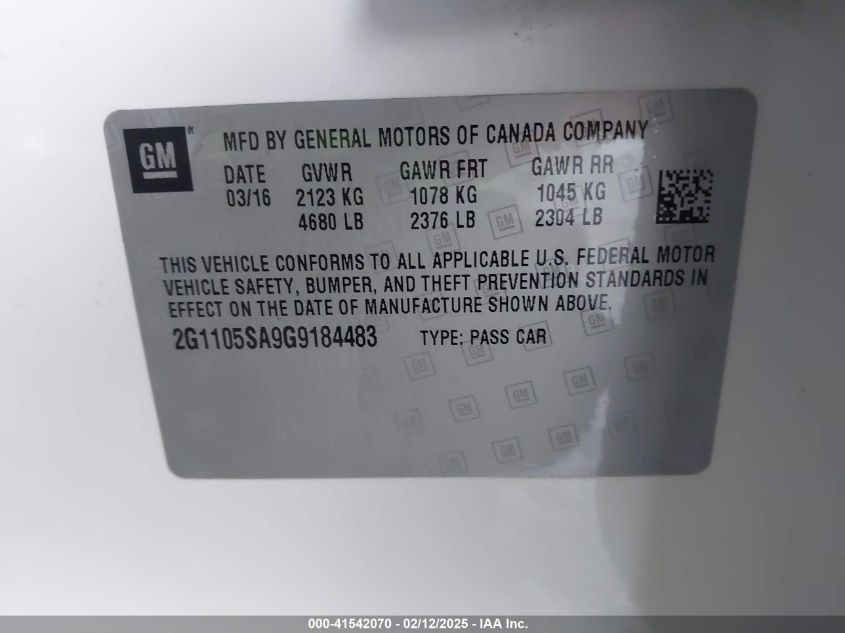 GM
MFD BY GENERAL MOTORS OF CANADA COMPANY
DATE GVWR GAWR FRT GAWR RR
03/16 2123 KG 1078 KG 1045 KG
4680 LB 2376 LB 2304 LB
THIS VEHICLE CONFORMS TO ALL APPLICABLE U.S. FEDERAL MOTOR
VEHICLE SAFETY, BUMPER, AND THEFT PREVENTION STANDARDS IN
EFFECT ON THE DATE OF MANUFACTURE SHOWN ABOVE.
2G1105SA9G9184483 TYPE: PASS CAR
000-41542070 - 02/12/2025 - IAA Inc.